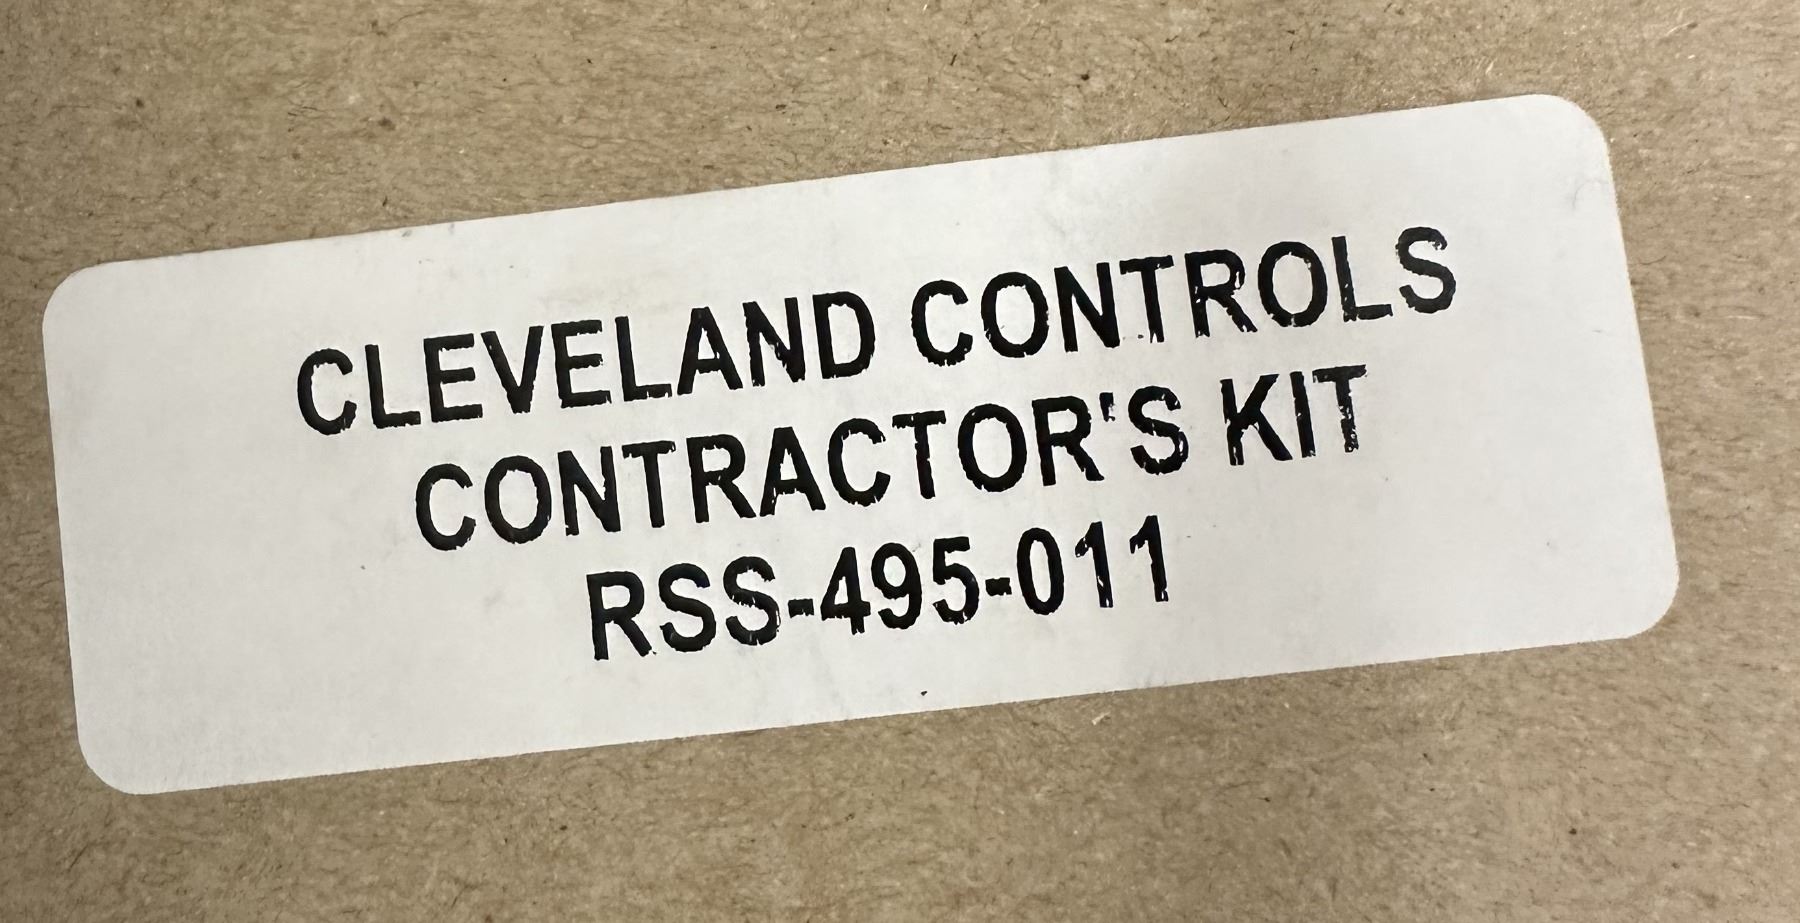 CLEVELAND CONTROLS
CONTRACTOR'S KIT
RSS-495-011